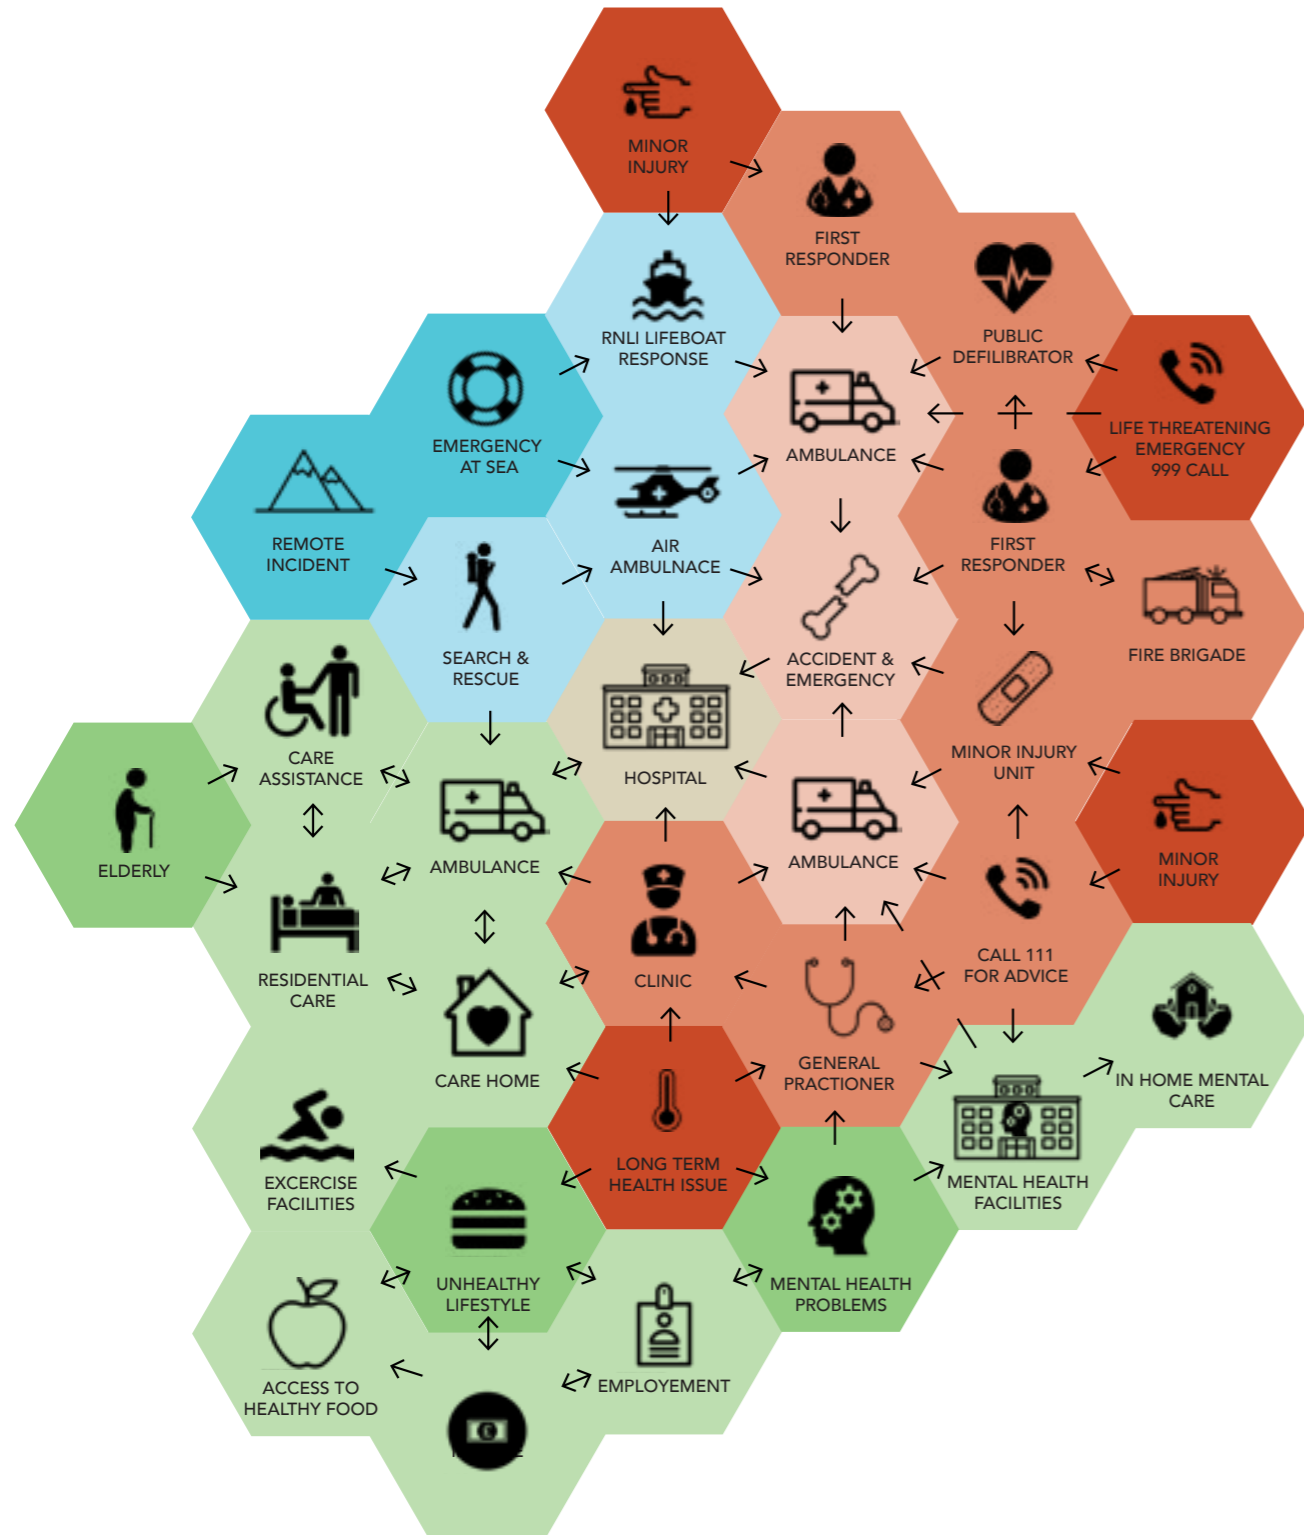 MINOR
INJURY
FIRST
RESPONDER
RNLI LIFEBOAT
RESPONSE
PUBLIC
DEFILIBRATOR
EMERGENCY
AT SEA
AMBULANCE
LIFE THREATENING
EMERGENCY
999 CALL
REMOTE
INCIDENT
AIR
AMBULNACE
FIRST
RESPONDER
SEARCH &
RESCUE
ACCIDENT &
EMERGENCY
FIRE BRIGADE
CARE
ASSISTANCE
HOSPITAL
MINOR INJURY
UNIT
ELDERLY
AMBULANCE
AMBULANCE
MINOR
INJURY
RESIDENTIAL
CARE
CLINIC
CALL 111
FOR ADVICE
CARE HOME
GENERAL
PRACTIONER
IN HOME MENTAL
CARE
EXCERCISE
FACILITIES
LONG TERM
HEALTH ISSUE
MENTAL HEALTH
FACILITIES
UNHEALTHY
LIFESTYLE
MENTAL HEALTH
PROBLEMS
ACCESS TO
HEALTHY FOOD
EMPLOYEMENT